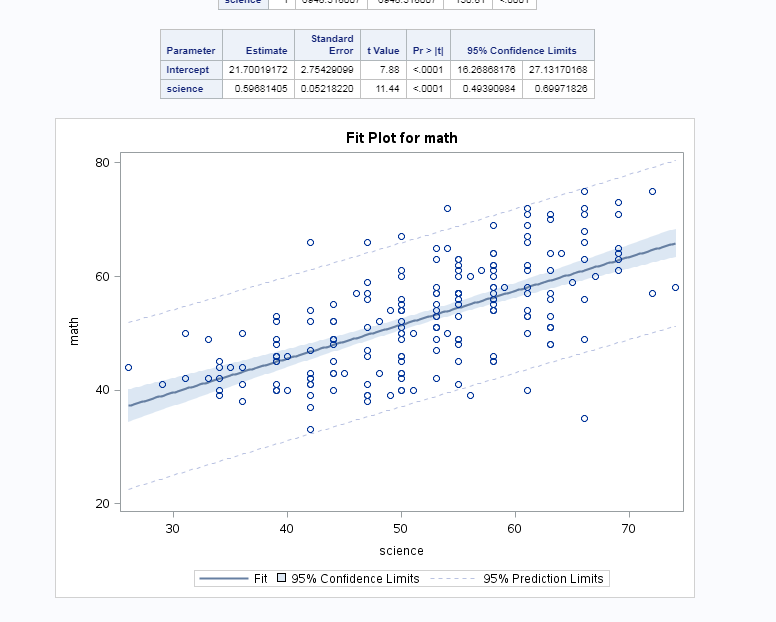 Parameter Estimate Standard Error t Value Pr > |t| 95% Confidence Limits
Intercept 21.70019172 2.75429099 7.88 <.0001 16.26868176 27.13170168
science 0.59681405 0.05218220 11.44 <.0001 0.49390984 0.69971826
Fit Plot for math
80
60
40
20
math
30 40 50 60 70
science
Fit 95% Confidence Limits 95% Prediction Limits